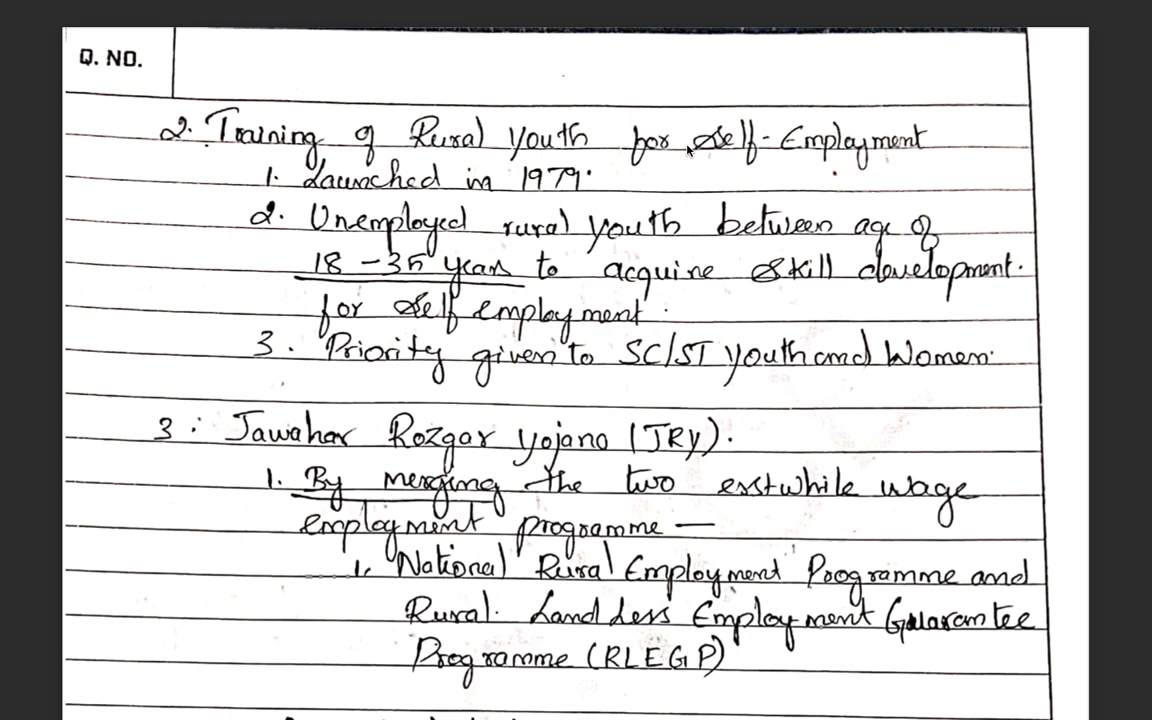 Q. NO.
2. Training of Rural Youth for Self-Employment
1. Launched in 1979.
2. Unemployed rural youth between age of
18-35 years to acquire skill development.
for self employment.
3. Priority given to SC/ST youth and Women.
3. Jawahar Rozgar Yojana (JRY).
1. By merging the two esstwhile wage
employment programme —
1. National Rural Employment Programme and
Rural. Landless Employment Guarantee
Programme (RLEGP)